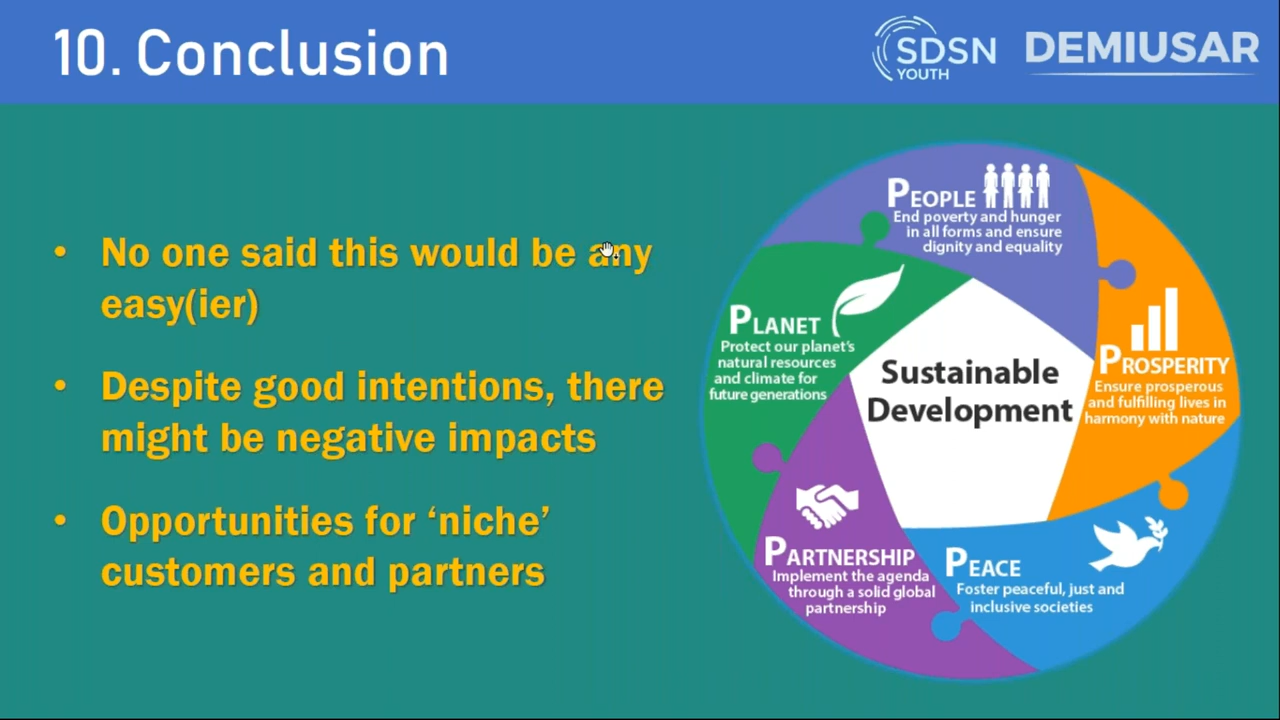 10. Conclusion
SDSN
YOUTH
DEMIUSAR
• No one said this would be any
easy(ier)
• Despite good intentions, there
might be negative impacts
• Opportunities for ‘niche’
customers and partners
PEOPLE
End poverty and hunger
in all forms and ensure
dignity and equality
PLANET
Protect our planet's
natural resources
and climate for
future generations
PROSPERITY
Ensure prosperous
and fulfilling lives in
harmony with nature
Sustainable
Development
PARTNERSHIP
Implement the agenda
through a solid global
partnership
PEACE
Foster peaceful, just and
inclusive societies